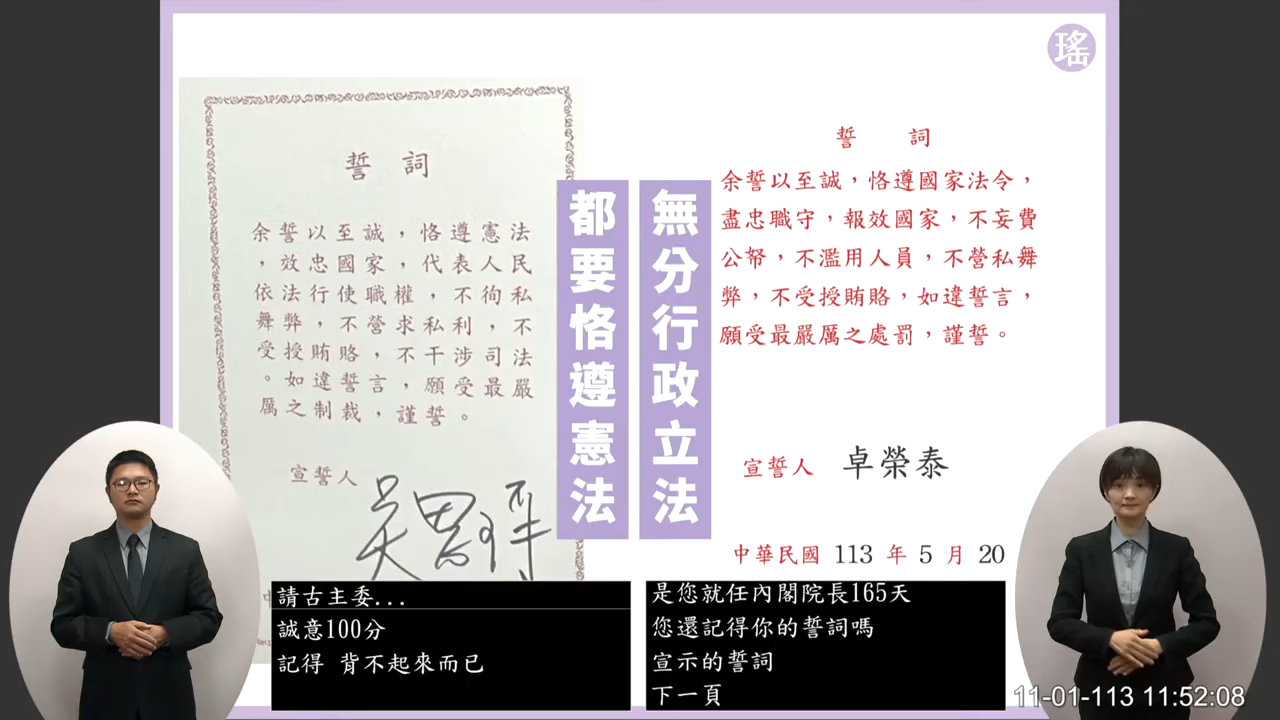 瑤
誓 詞
余誓以至誠，恪遵憲法
，效忠國家，代表人民
依法行使職權，不徇私
舞弊，不營求私利，不
受授賄賂，不干涉司法
。如違誓言，願受最嚴
厲之制裁，謹誓。
宣誓人
無分行政立法
都要恪遵憲法
誓 詞
余誓以至誠，恪遵國家法令，
盡忠職守，報效國家，不妄費
公帑，不濫用人員，不營私舞
弊，不受授賄賂，如違誓言，
願受最嚴厲之處罰，謹誓。
宣誓人 卓榮泰
中華民國 113 年 5 月 20
請古主委...
誠意100分
記得 背不起來而已
是您就任內閣院長165天
您還記得你的誓詞嗎
宣示的誓詞
下一頁
11-01-113 11:52:08